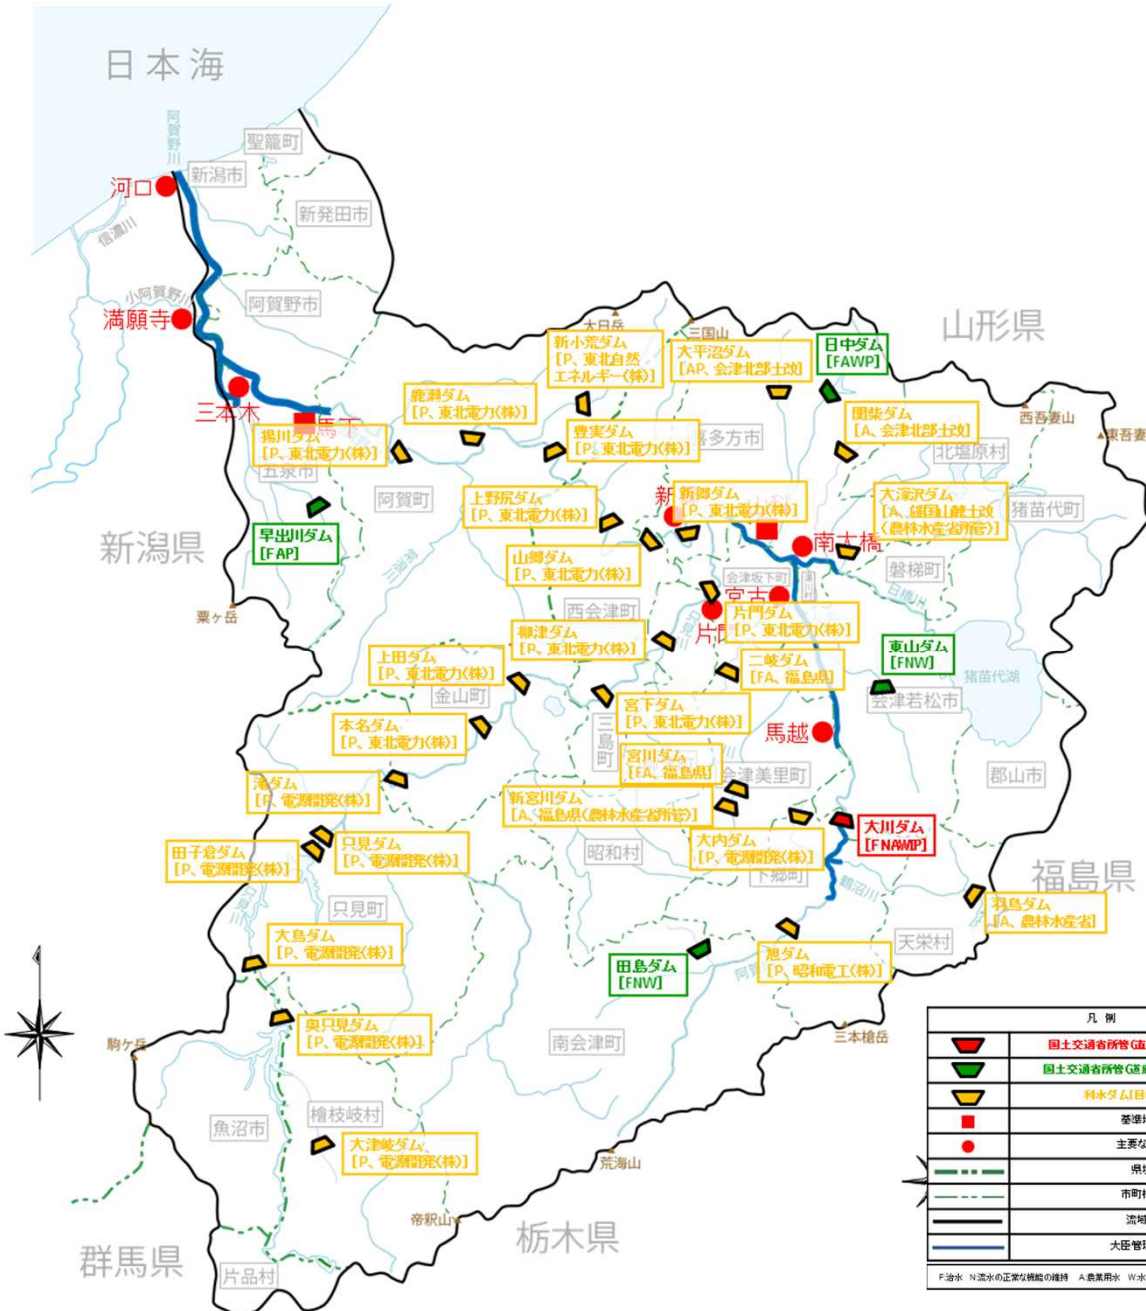 日本海
阿賀野川
聖籠町
新潟市
河口
新発田市
信濃川
小阿賀野川
阿賀野市
満願寺
大日岳
三国山
山形県
新小荒ダム
[P、東北自然
エネルギー(株)]
大平沼ダム
[AP、会津北部土改]
日中ダム
[FAWP]
三本木
鹿瀬ダム
[P、東北電力(株)]
馬下
揚川ダム
[P、東北電力(株)]
豊実ダム
[P、東北電力(株)]
喜多方市
関柴ダム
[A、会津北部土改]
西吾妻山
東吾妻
北塩原村
五泉市
阿賀町
上野尻ダム
[P、東北電力(株)]
新郷ダム
[P、東北電力(株)]
大深沢ダム
[A、雄国山麓土改
(農林水産省所管)]
猪苗代町
早出川ダム
[FAP]
新潟県
常浪川
山郷ダム
[P、東北電力(株)]
南大橋
磐梯町
会津坂下町
湯川村
日橋川
宮古
粟ヶ岳
西会津町
只見川
片門ダム
[P、東北電力(株)]
柳津ダム
[P、東北電力(株)]
東山ダム
[FNW]
上田ダム
[P、東北電力(株)]
二岐ダム
[FA、福島県]
猪苗代湖
金山町
会津若松市
宮下ダム
[P、東北電力(株)]
本名ダム
[P、東北電力(株)]
三島町
馬越
宮川ダム
[FA、福島県]
会津美里町
郡山市
滝ダム
[P、電源開発(株)]
新宮川ダム
[A、福島県(農林水産省所管)]
田子倉ダム
[P、電源開発(株)]
只見ダム
[P、電源開発(株)]
昭和村
大内ダム
[P、電源開発(株)]
大川ダム
[FNAWIP]
下郷町
鶴沼川
福島県
只見町
羽鳥ダム
[A、農林水産省]
大鳥ダム
[P、電源開発(株)]
田島ダム
[FNW]
旭ダム
[P、昭和電工(株)]
天栄村
奥只見ダム
[P、電源開発(株)]
南会津町
三本槍岳
駒ケ岳
檜枝岐村
魚沼市
大津岐ダム
[P、電源開発(株)]
荒海山
帝釈山
栃木県
群馬県
片品村
凡例
国土交通省所管
国土交通省所管
利水ダム
基準
主要な
県
市町
流域
大臣管
F:治水 N:流水の正常な機能の維持 A:農業用水 W:水